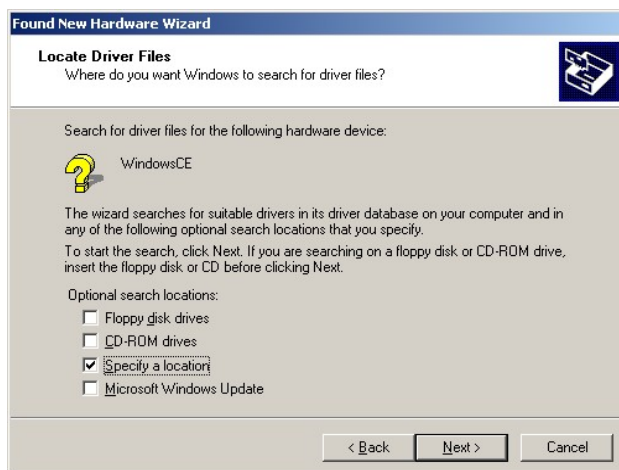 Found New Hardware Wizard
Locate Driver Files
Where do you want Windows to search for driver files?
Search for driver files for the following hardware device:
WindowsCE
The wizard searches for suitable drivers in its driver database on your computer and in
any of the following optional search locations that you specify.
To start the search, click Next. If you are searching on a floppy disk or CD-ROM drive,
insert the floppy disk or CD before clicking Next.
Optional search locations:
Floppy disk drives
CD-ROM drives
Specify a location
Microsoft Windows Update
< Back Next > Cancel